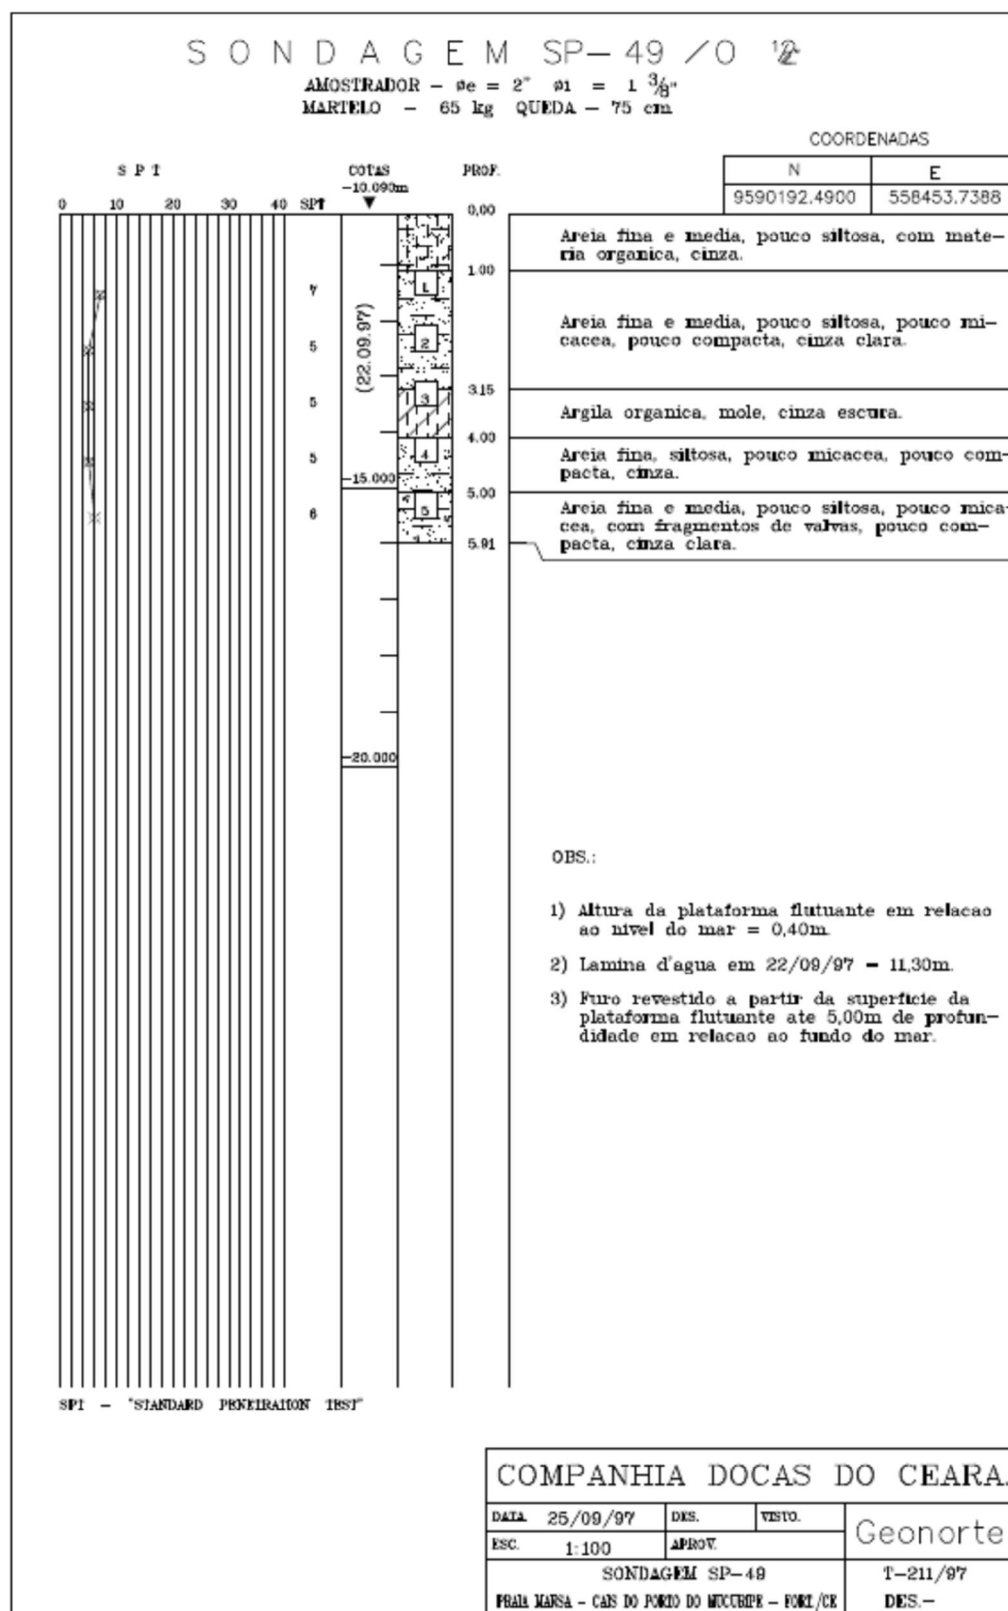 SONDAGEM SP-49 /0
AMOSTRADOR - øe = 2" øi = 1 3/8"
MARTELO - 65 kg QUEDA - 75 cm
COORDENADAS
N E
9590192.4900 558453.7388
SPT COTAS PROF.
-10.090m
0 10 20 30 40 SPT
0,00
Areia fina e media, pouco siltosa, com mate-
ria organica, cinza.
1.00
1
7
(22.09.97)
Areia fina e media, pouco siltosa, pouco mi-
cacea, pouco compacta, cinza clara.
5 2
3.15
5 3
Argila organica, mole, cinza escura.
4.00
5 4
Areia fina, siltosa, pouco micacea, pouco com-
pacta, cinza.
-15.000
5.00
6 5
Areia fina e media, pouco siltosa, pouco mica-
cea, com fragmentos de valvas, pouco com-
pacta, cinza clara.
5.91
-20.000
OBS.:
1) Altura da plataforma flutuante em relacao
ao nivel do mar = 0,40m.
2) Lamina d'agua em 22/09/97 - 11,30m.
3) Furo revestido a partir da superficie da
plataforma flutuante ate 5,00m de profun-
didade em relacao ao fundo do mar.
SPT - "STANDARD PENETRATION TEST"
COMPANHIA DOCAS DO CEARA.
DATA 25/09/97 DES. VISTO.
Geonorte
ESC. 1:100 APROV.
SONDAGEM SP-49 T-211/97
PRAIA MANSA - CAIS DO PORTO DO MUCURIPE - FORT/CE DES.-